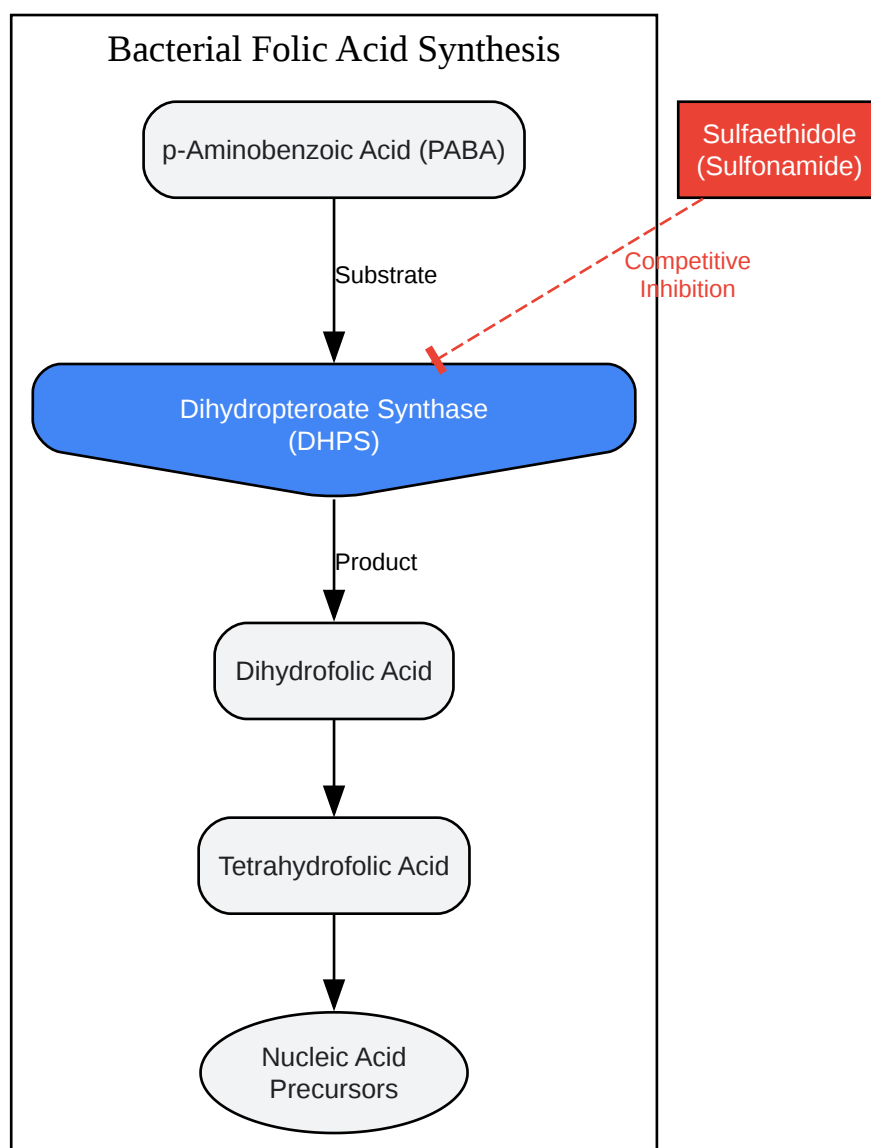 Bacterial Folic Acid Synthesis
p-Aminobenzoic Acid (PABA)
Sulfaethidole
(Sulfonamide)
Substrate
Competitive
Inhibition
Dihydropteroate Synthase
(DHPS)
Product
Dihydrofolic Acid
Tetrahydrofolic Acid
Nucleic Acid
Precursors